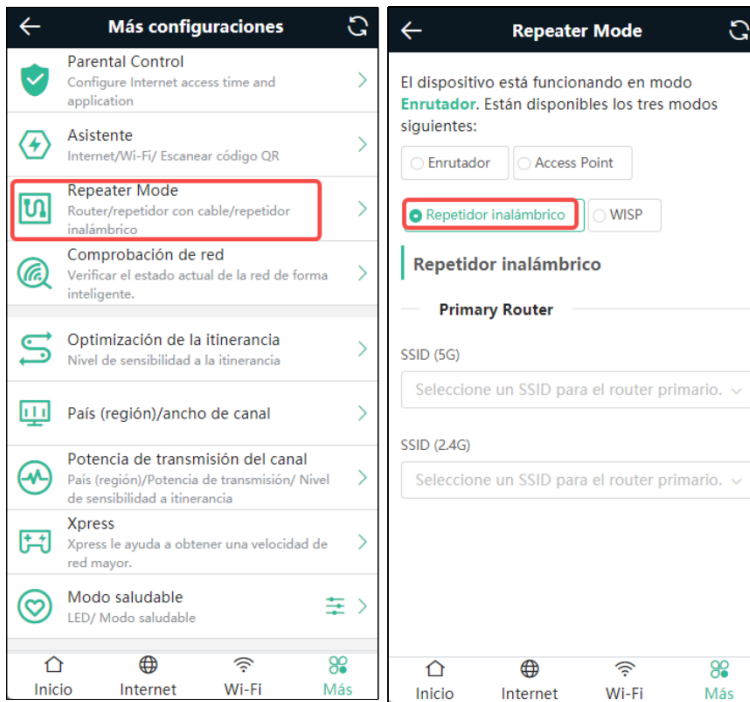 Más configuraciones
Parental Control
Configure Internet access time and
application
Asistente
Internet/Wi-Fi/ Escanear código QR
Repeater Mode
Router/repetidor con cable/repetidor
inalámbrico
Comprobación de red
Verificar el estado actual de la red de forma
inteligente.
Optimización de la itinerancia
Nivel de sensibilidad a la itinerancia
País (región)/ancho de canal
Potencia de transmisión del canal
País (región)/Potencia de transmisión/ Nivel
de sensibilidad a itinerancia
Xpress
Xpress le ayuda a obtener una velocidad de
red mayor.
Modo saludable
LED/ Modo saludable
Inicio Internet Wi-Fi Más
Repeater Mode
El dispositivo está funcionando en modo
Enrutador. Están disponibles los tres modos
siguientes:
Enrutador Access Point
Repetidor inalámbrico WISP
Repetidor inalámbrico
Primary Router
SSID (5G)
Seleccione un SSID para el router primario.
SSID (2.4G)
Seleccione un SSID para el router primario.
Inicio Internet Wi-Fi Más